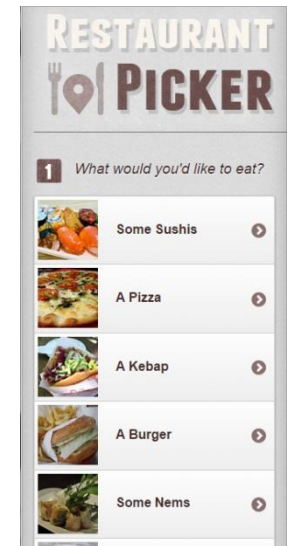 RESTAURANT
PICKER
1 What would you'd like to eat?
Some Sushis
A Pizza
A Kebap
A Burger
Some Nems